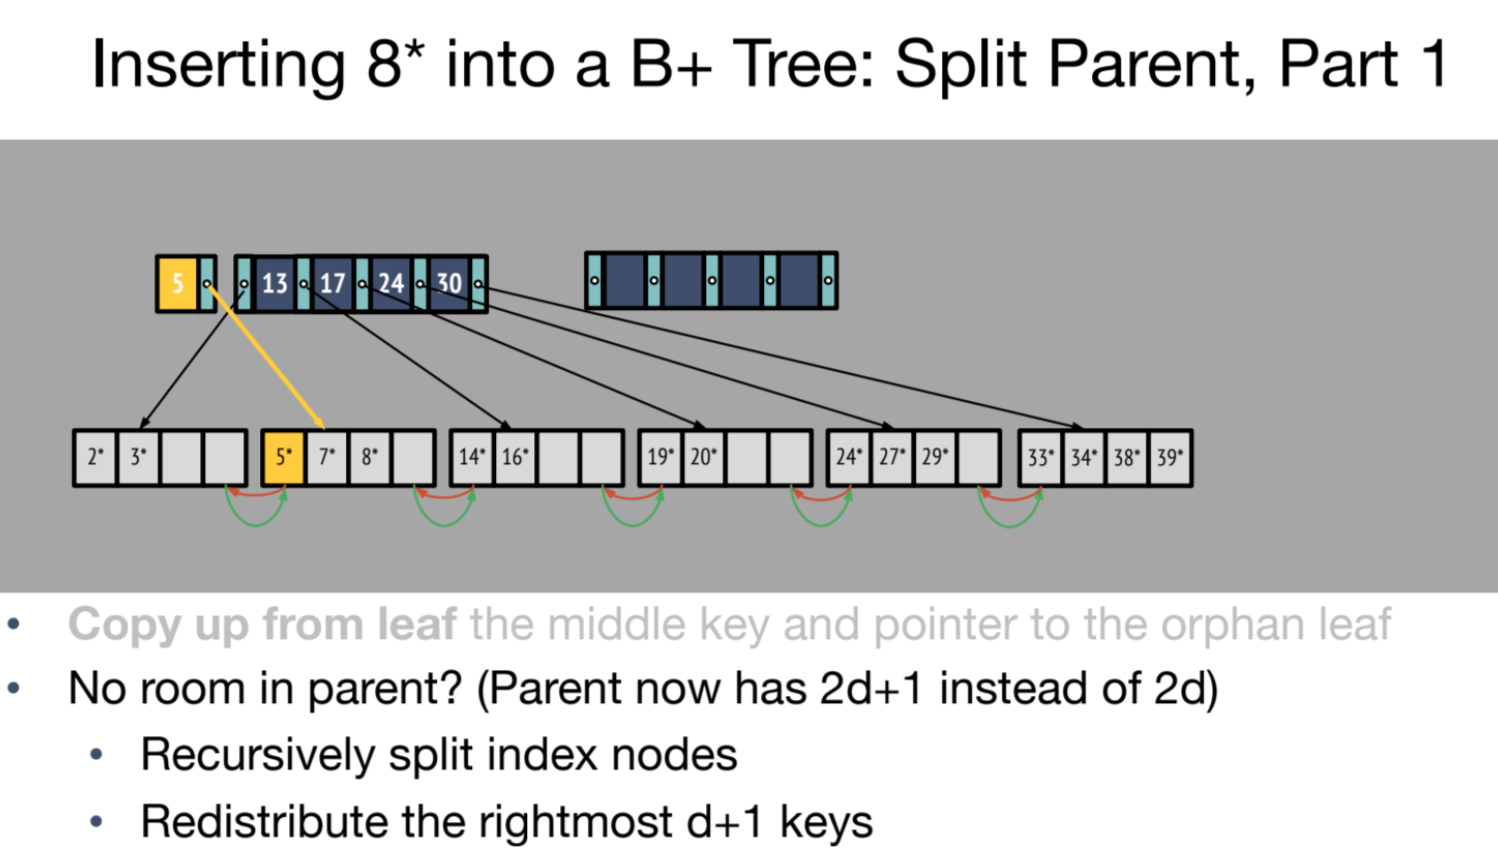 Inserting 8* into a B+ Tree: Split Parent, Part 1
5 13 17 24 30
2* 3* 5* 7* 8* 14* 16* 19* 20* 24* 27* 29* 33* 34* 38* 39*
• Copy up from leaf the middle key and pointer to the orphan leaf
• No room in parent? (Parent now has 2d+1 instead of 2d)
• Recursively split index nodes
• Redistribute the rightmost d+1 keys